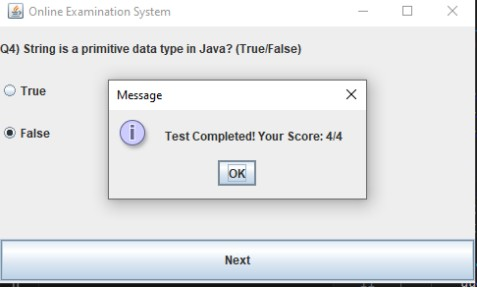 Online Examination System
Q4) String is a primitive data type in Java? (True/False)
True
Message
Test Completed! Your Score: 4/4
False
OK
Next